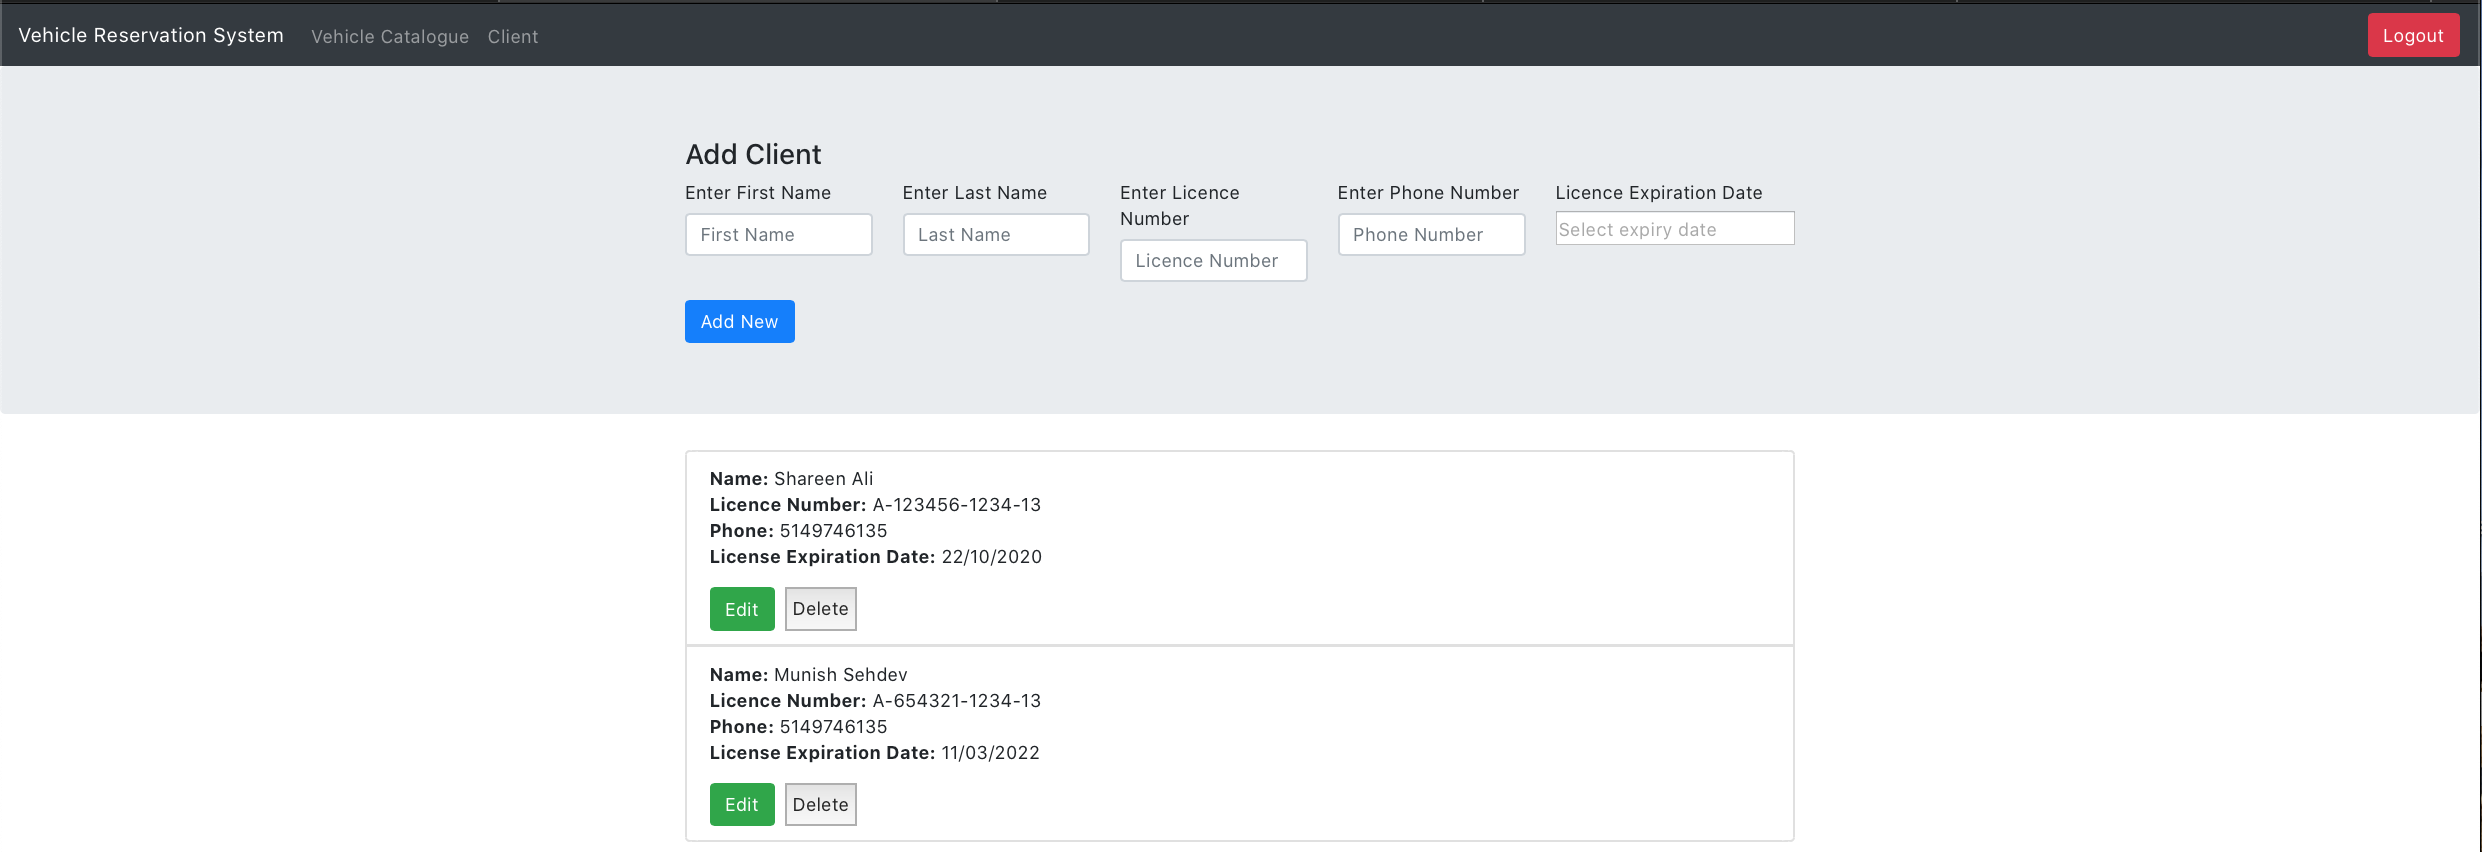 Vehicle Reservation System Vehicle Catalogue Client Logout
Add Client
Enter First Name Enter Last Name Enter Licence Number Enter Phone Number Licence Expiration Date
First Name Last Name Licence Number Phone Number Select expiry date
Add New
Name: Shareen Ali
Licence Number: A-123456-1234-13
Phone: 5149746135
License Expiration Date: 22/10/2020
Edit Delete
Name: Munish Sehdev
Licence Number: A-654321-1234-13
Phone: 5149746135
License Expiration Date: 11/03/2022
Edit Delete